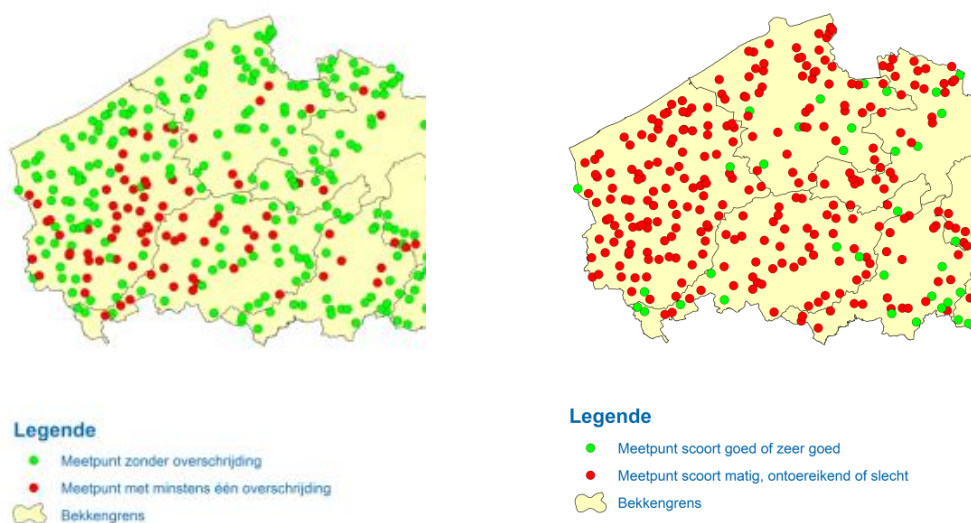 Legende
Meetpunt zonder overschrijding
Meetpunt met minstens één overschrijding
Bekkengrens
Legende
Meetpunt scoort goed of zeer goed
Meetpunt scoort matig, ontoereikend of slecht
Bekkengrens